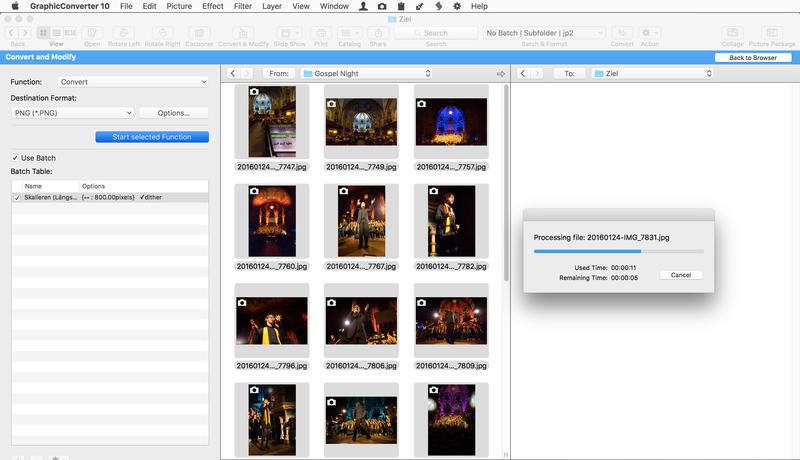 GraphicConverter 10 File Edit Picture Effect Filter Layer View Window Help
Ziel
Back View Open Rotate Left Rotate Right Cocooner Convert & Modify Slide Show Print Catalog Share Search Search No Batch | Subfolder | jp2 Batch & Format Convert Action Collage Picture Package
Convert and Modify Back to Browser
Function: Convert
Destination Format:
PNG (*.PNG) Options...
Start selected Function
Use Batch
Batch Table:
Name Options
Skalieren (Längs... {↔ : 800.00pixels} √dither
From: Gospel Night
20160124..._7747.jpg 20160124..._7749.jpg 20160124..._7757.jpg
20160124..._7760.jpg 20160124..._7767.jpg 20160124..._7782.jpg
20160124..._7796.jpg 20160124..._7806.jpg 20160124..._7809.jpg
To: Ziel
Processing file: 20160124-IMG_7831.jpg
Used Time: 00:00:11
Remaining Time: 00:00:05
Cancel